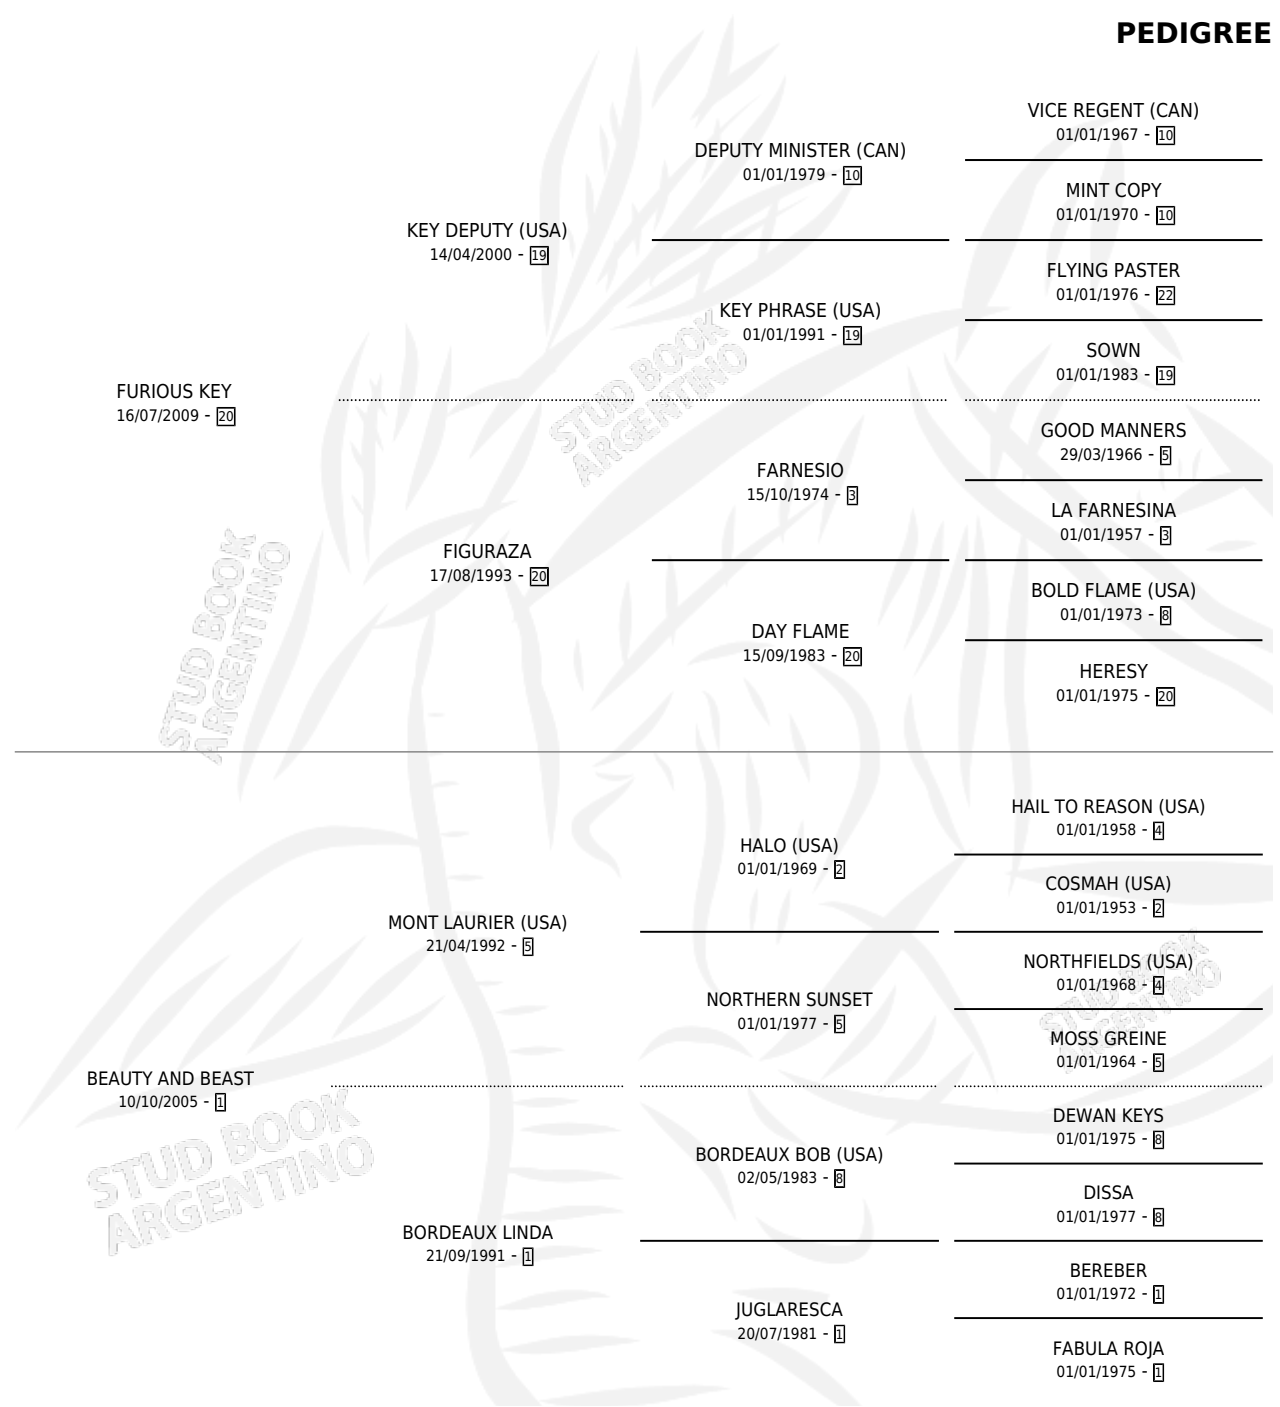 PEDIGREE
VICE REGENT (CAN)
01/01/1967 - 10
DEPUTY MINISTER (CAN)
01/01/1979 - 10
MINT COPY
01/01/1970 - 10
KEY DEPUTY (USA)
14/04/2000 - 19
FLYING PASTER
01/01/1976 - 22
KEY PHRASE (USA)
01/01/1991 - 19
SOWN
01/01/1983 - 19
FURIOUS KEY
16/07/2009 - 20
GOOD MANNERS
29/03/1966 - 5
FARNESIO
15/10/1974 - 3
LA FARNESINA
01/01/1957 - 3
FIGURAZA
17/08/1993 - 20
BOLD FLAME (USA)
01/01/1973 - 8
DAY FLAME
15/09/1983 - 20
HERESY
01/01/1975 - 20
HAIL TO REASON (USA)
01/01/1958 - 4
HALO (USA)
01/01/1969 - 2
COSMAH (USA)
01/01/1953 - 2
MONT LAURIER (USA)
21/04/1992 - 5
NORTHFIELDS (USA)
01/01/1968 - 4
NORTHERN SUNSET
01/01/1977 - 5
MOSS GREINE
01/01/1964 - 5
BEAUTY AND BEAST
10/10/2005 - 1
DEWAN KEYS
01/01/1975 - 8
BORDEAUX BOB (USA)
02/05/1983 - 8
DISSA
01/01/1977 - 8
BORDEAUX LINDA
21/09/1991 - 1
BEREBER
01/01/1972 - 1
JUGLARESCA
20/07/1981 - 1
FABULA ROJA
01/01/1975 - 1
STUD BOOK
ARGENTINO
STUD BOOK
ARGENTINO
STUD BOOK
ARGENTINO
STUD BOOK
ARGENTINO